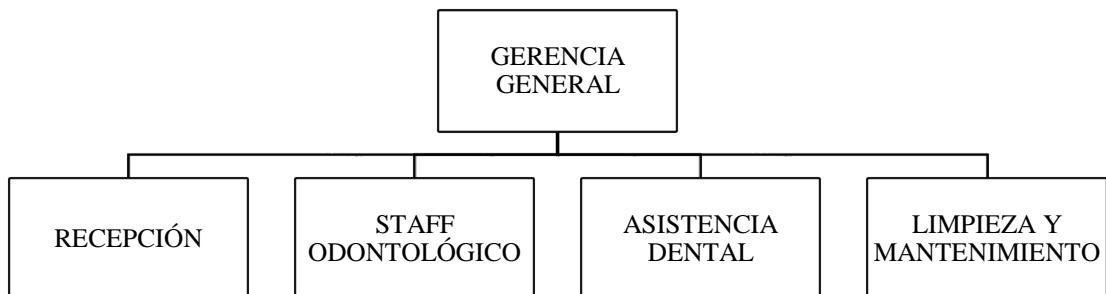 GERENCIA
GENERAL
RECEPCIÓN
STAFF
ODONTOLÓGICO
ASISTENCIA
DENTAL
LIMPIEZA Y
MANTENIMIENTO